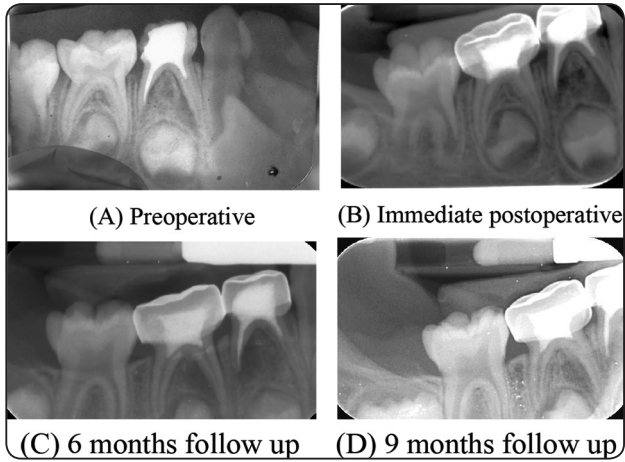 (A) Preoperative
(B) Immediate postoperative
(C) 6 months follow up
(D) 9 months follow up